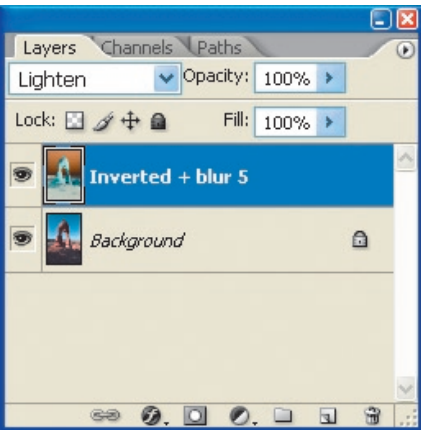 Layers Channels Paths
Lighten Opacity: 100%
Lock: Fill: 100%
Inverted + blur 5
Background